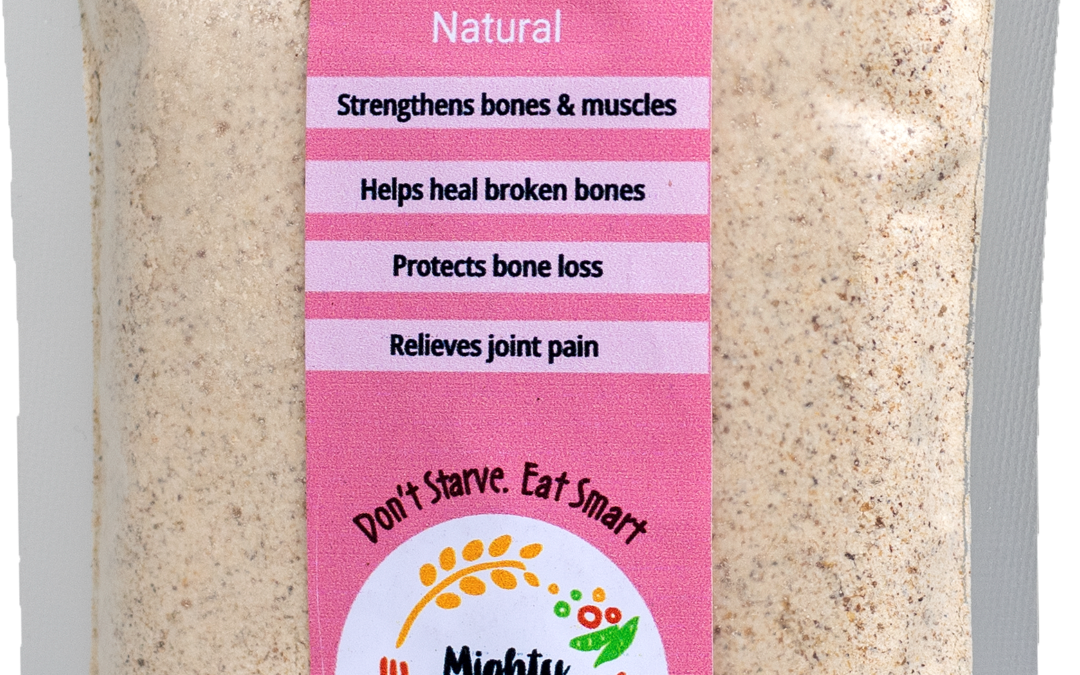 Natural
Strengthens bones & muscles
Helps heal broken bones
Protects bone loss
Relieves joint pain
Don't Starve. Eat Smart
Mighty